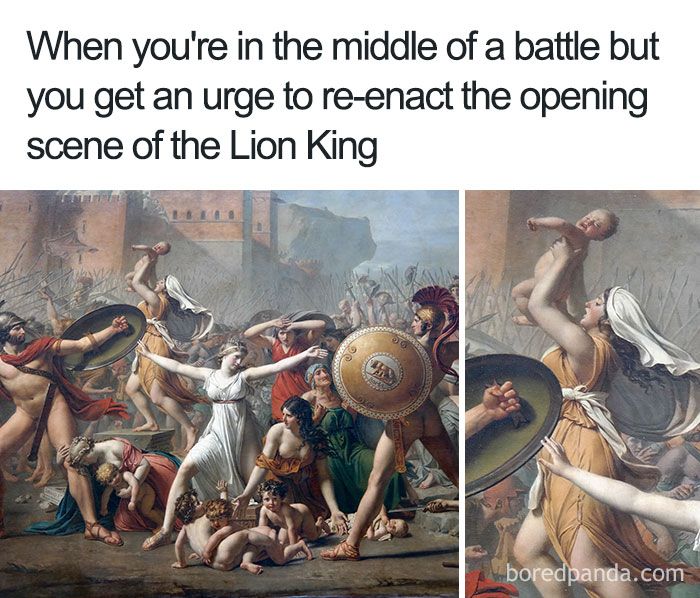 When you're in the middle of a battle but
you get an urge to re-enact the opening
scene of the Lion King
boredpanda.com